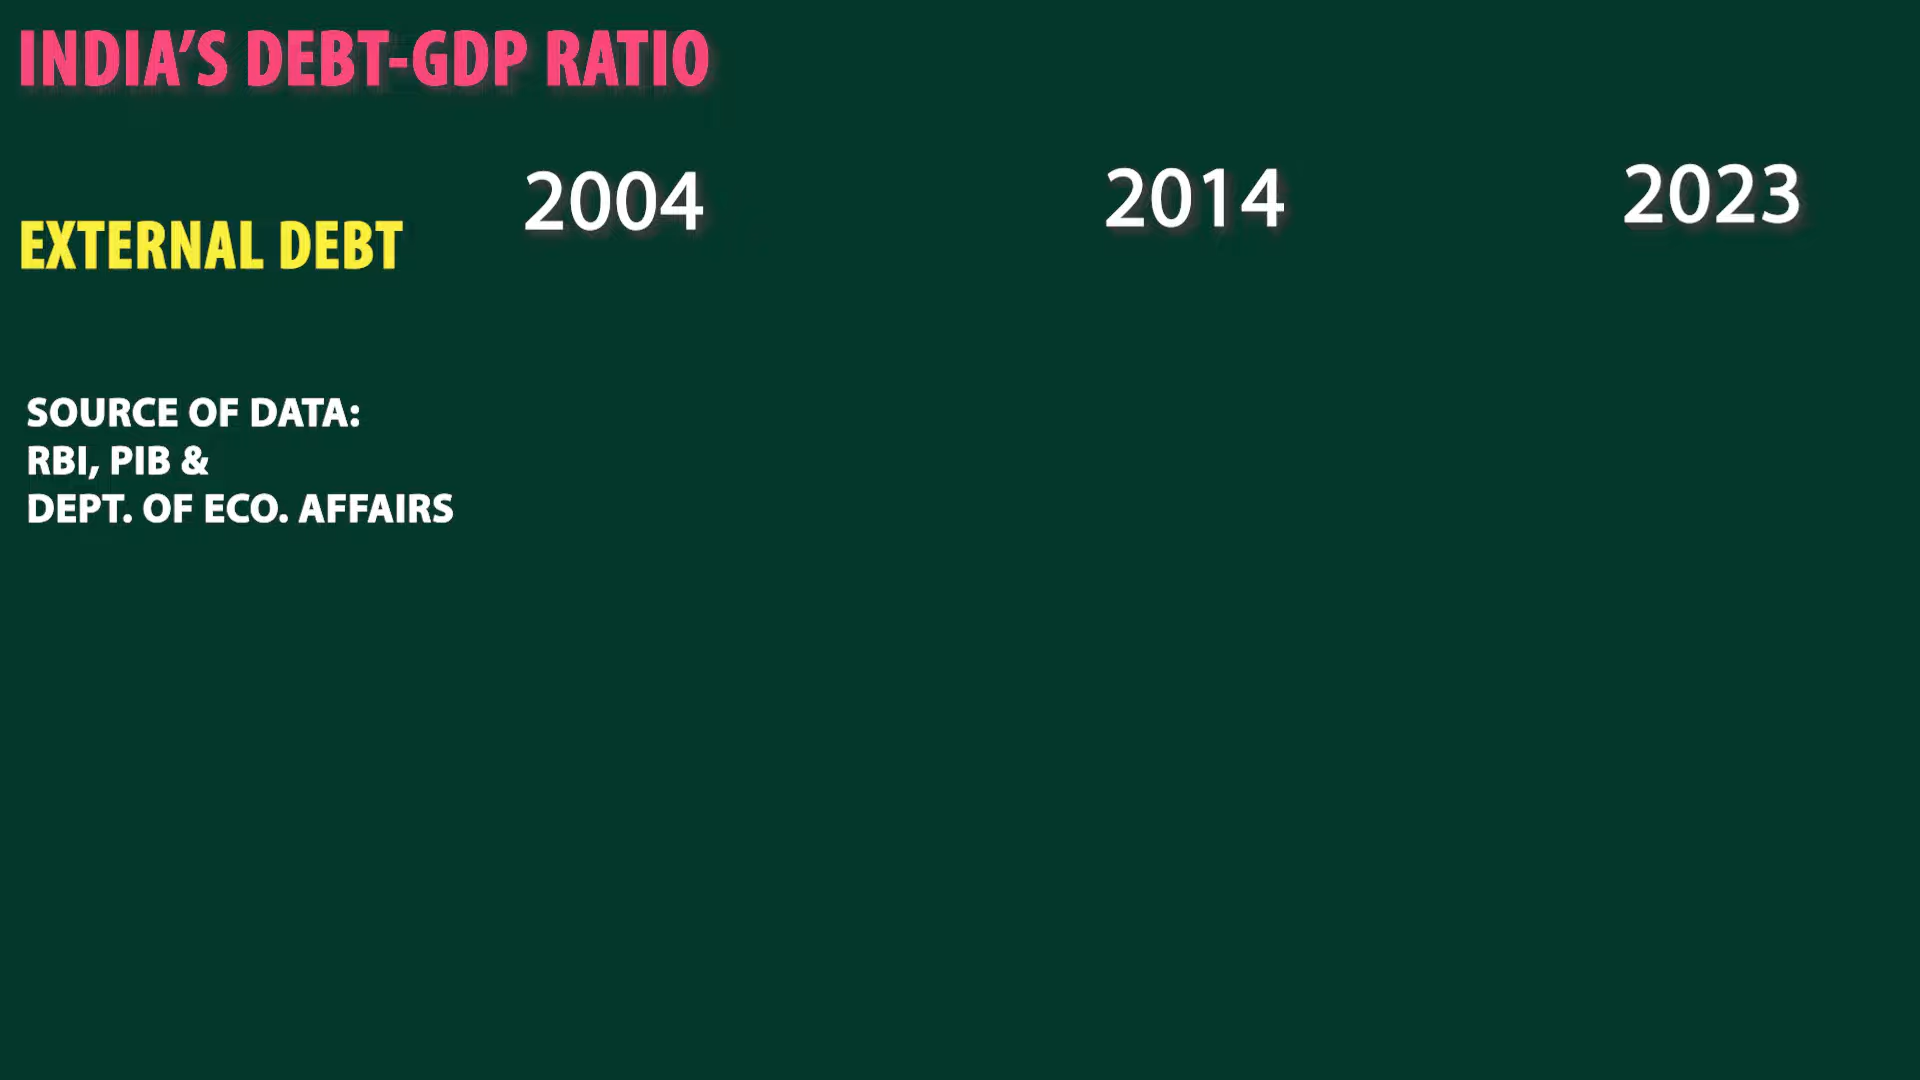 INDIA’S DEBT-GDP RATIO
2004 2014 2023
EXTERNAL DEBT
SOURCE OF DATA:
RBI, PIB &
DEPT. OF ECO. AFFAIRS